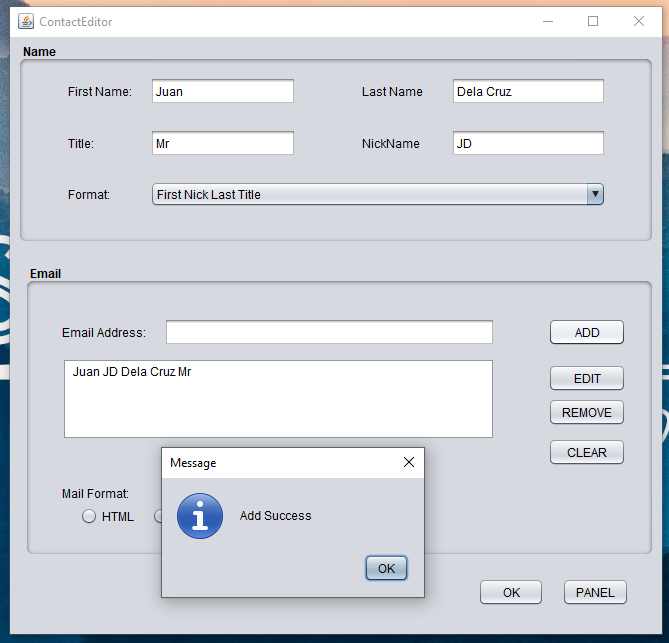 ContactEditor
Name
First Name: Juan Last Name Dela Cruz
Title: Mr NickName JD
Format: First Nick Last Title
Email
Email Address: ADD
Juan JD Dela Cruz Mr
EDIT
REMOVE
CLEAR
Message
Mail Format:
HTML
Add Success
OK
OK PANEL